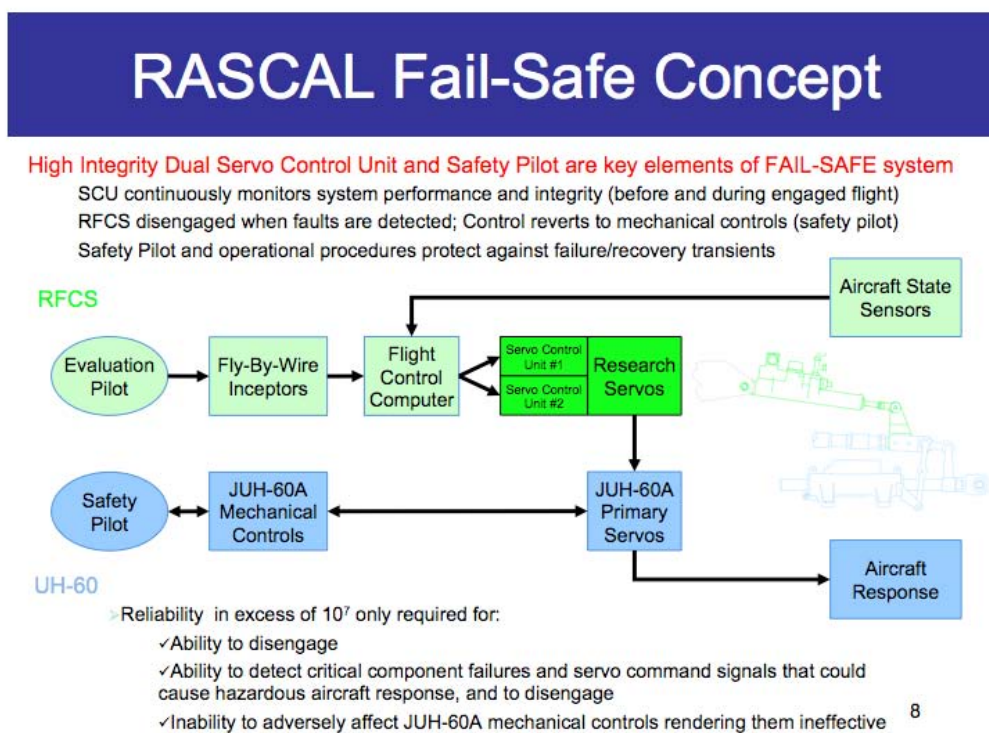 RASCAL Fail-Safe Concept
High Integrity Dual Servo Control Unit and Safety Pilot are key elements of FAIL-SAFE system
SCU continuously monitors system performance and integrity (before and during engaged flight)
RFCS disengaged when faults are detected; Control reverts to mechanical controls (safety pilot)
Safety Pilot and operational procedures protect against failure/recovery transients
Aircraft State
Sensors
RFCS
Evaluation
Pilot
Fly-By-Wire
Inceptors
Flight
Control
Computer
Servo Control
Unit #1
Servo Control
Unit #2
Research
Servos
Safety
Pilot
JUH-60A
Mechanical
Controls
JUH-60A
Primary
Servos
Aircraft
Response
UH-60
➢Reliability in excess of 10⁷ only required for:
✓Ability to disengage
✓Ability to detect critical component failures and servo command signals that could
cause hazardous aircraft response, and to disengage
✓Inability to adversely affect JUH-60A mechanical controls rendering them ineffective
8